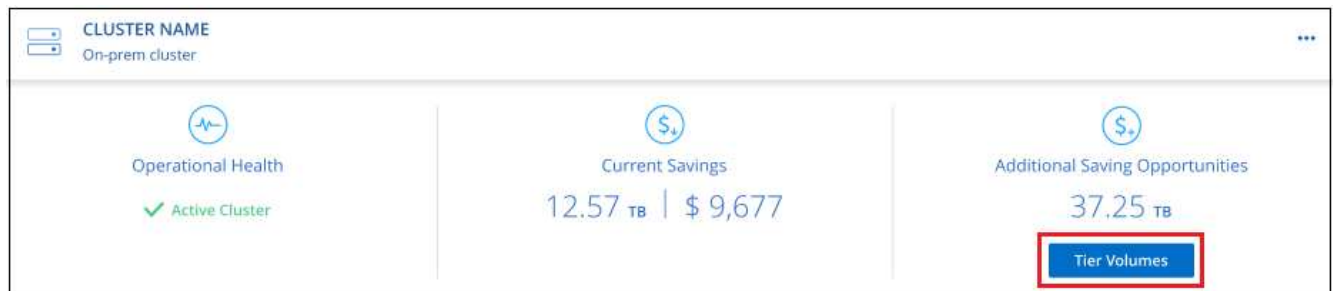 CLUSTER NAME
On-prem cluster
Operational Health
Active Cluster
Current Savings
12.57 TB | $ 9,677
Additional Saving Opportunities
37.25 TB
Tier Volumes